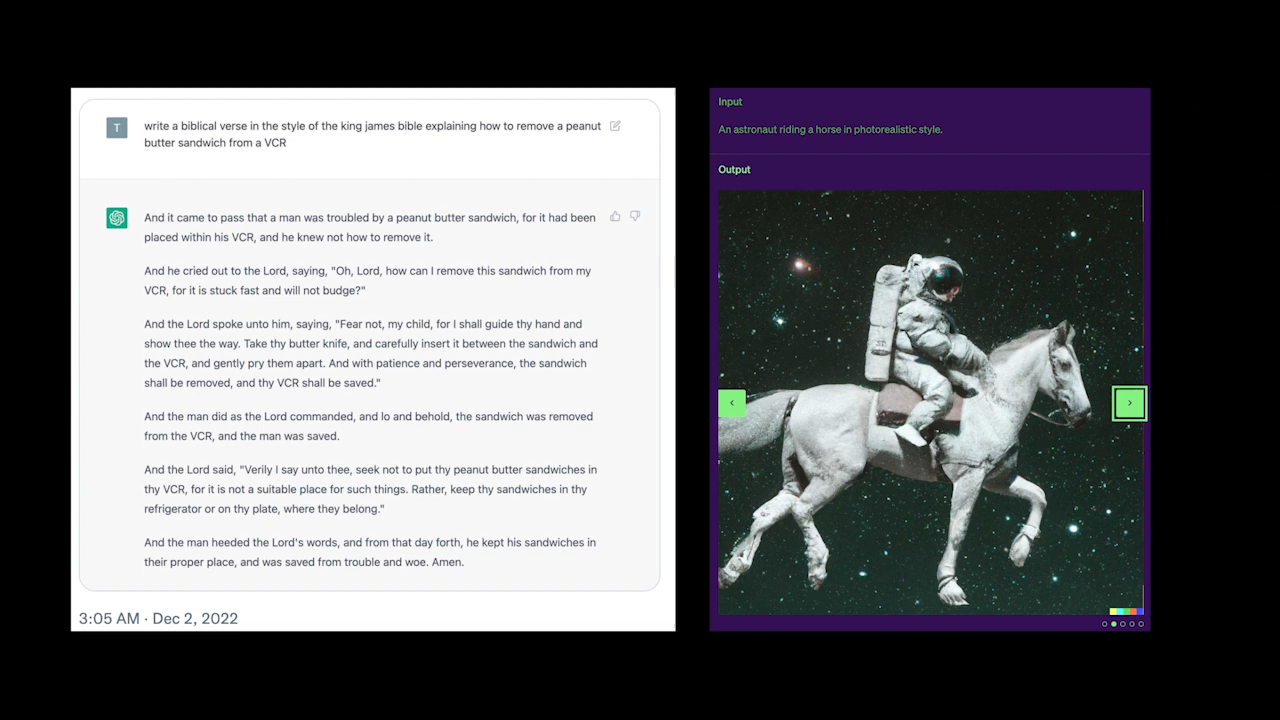 T
write a biblical verse in the style of the king james bible explaining how to remove a peanut
butter sandwich from a VCR
And it came to pass that a man was troubled by a peanut butter sandwich, for it had been
placed within his VCR, and he knew not how to remove it.
And he cried out to the Lord, saying, "Oh, Lord, how can I remove this sandwich from my
VCR, for it is stuck fast and will not budge?"
And the Lord spoke unto him, saying, "Fear not, my child, for I shall guide thy hand and
show thee the way. Take thy butter knife, and carefully insert it between the sandwich and
the VCR, and gently pry them apart. And with patience and perseverance, the sandwich
shall be removed, and thy VCR shall be saved."
And the man did as the Lord commanded, and lo and behold, the sandwich was removed
from the VCR, and the man was saved.
And the Lord said, "Verily I say unto thee, seek not to put thy peanut butter sandwiches in
thy VCR, for it is not a suitable place for such things. Rather, keep thy sandwiches in thy
refrigerator or on thy plate, where they belong."
And the man heeded the Lord's words, and from that day forth, he kept his sandwiches in
their proper place, and was saved from trouble and woe. Amen.
3:05 AM · Dec 2, 2022
Input
An astronaut riding a horse in photorealistic style.
Output